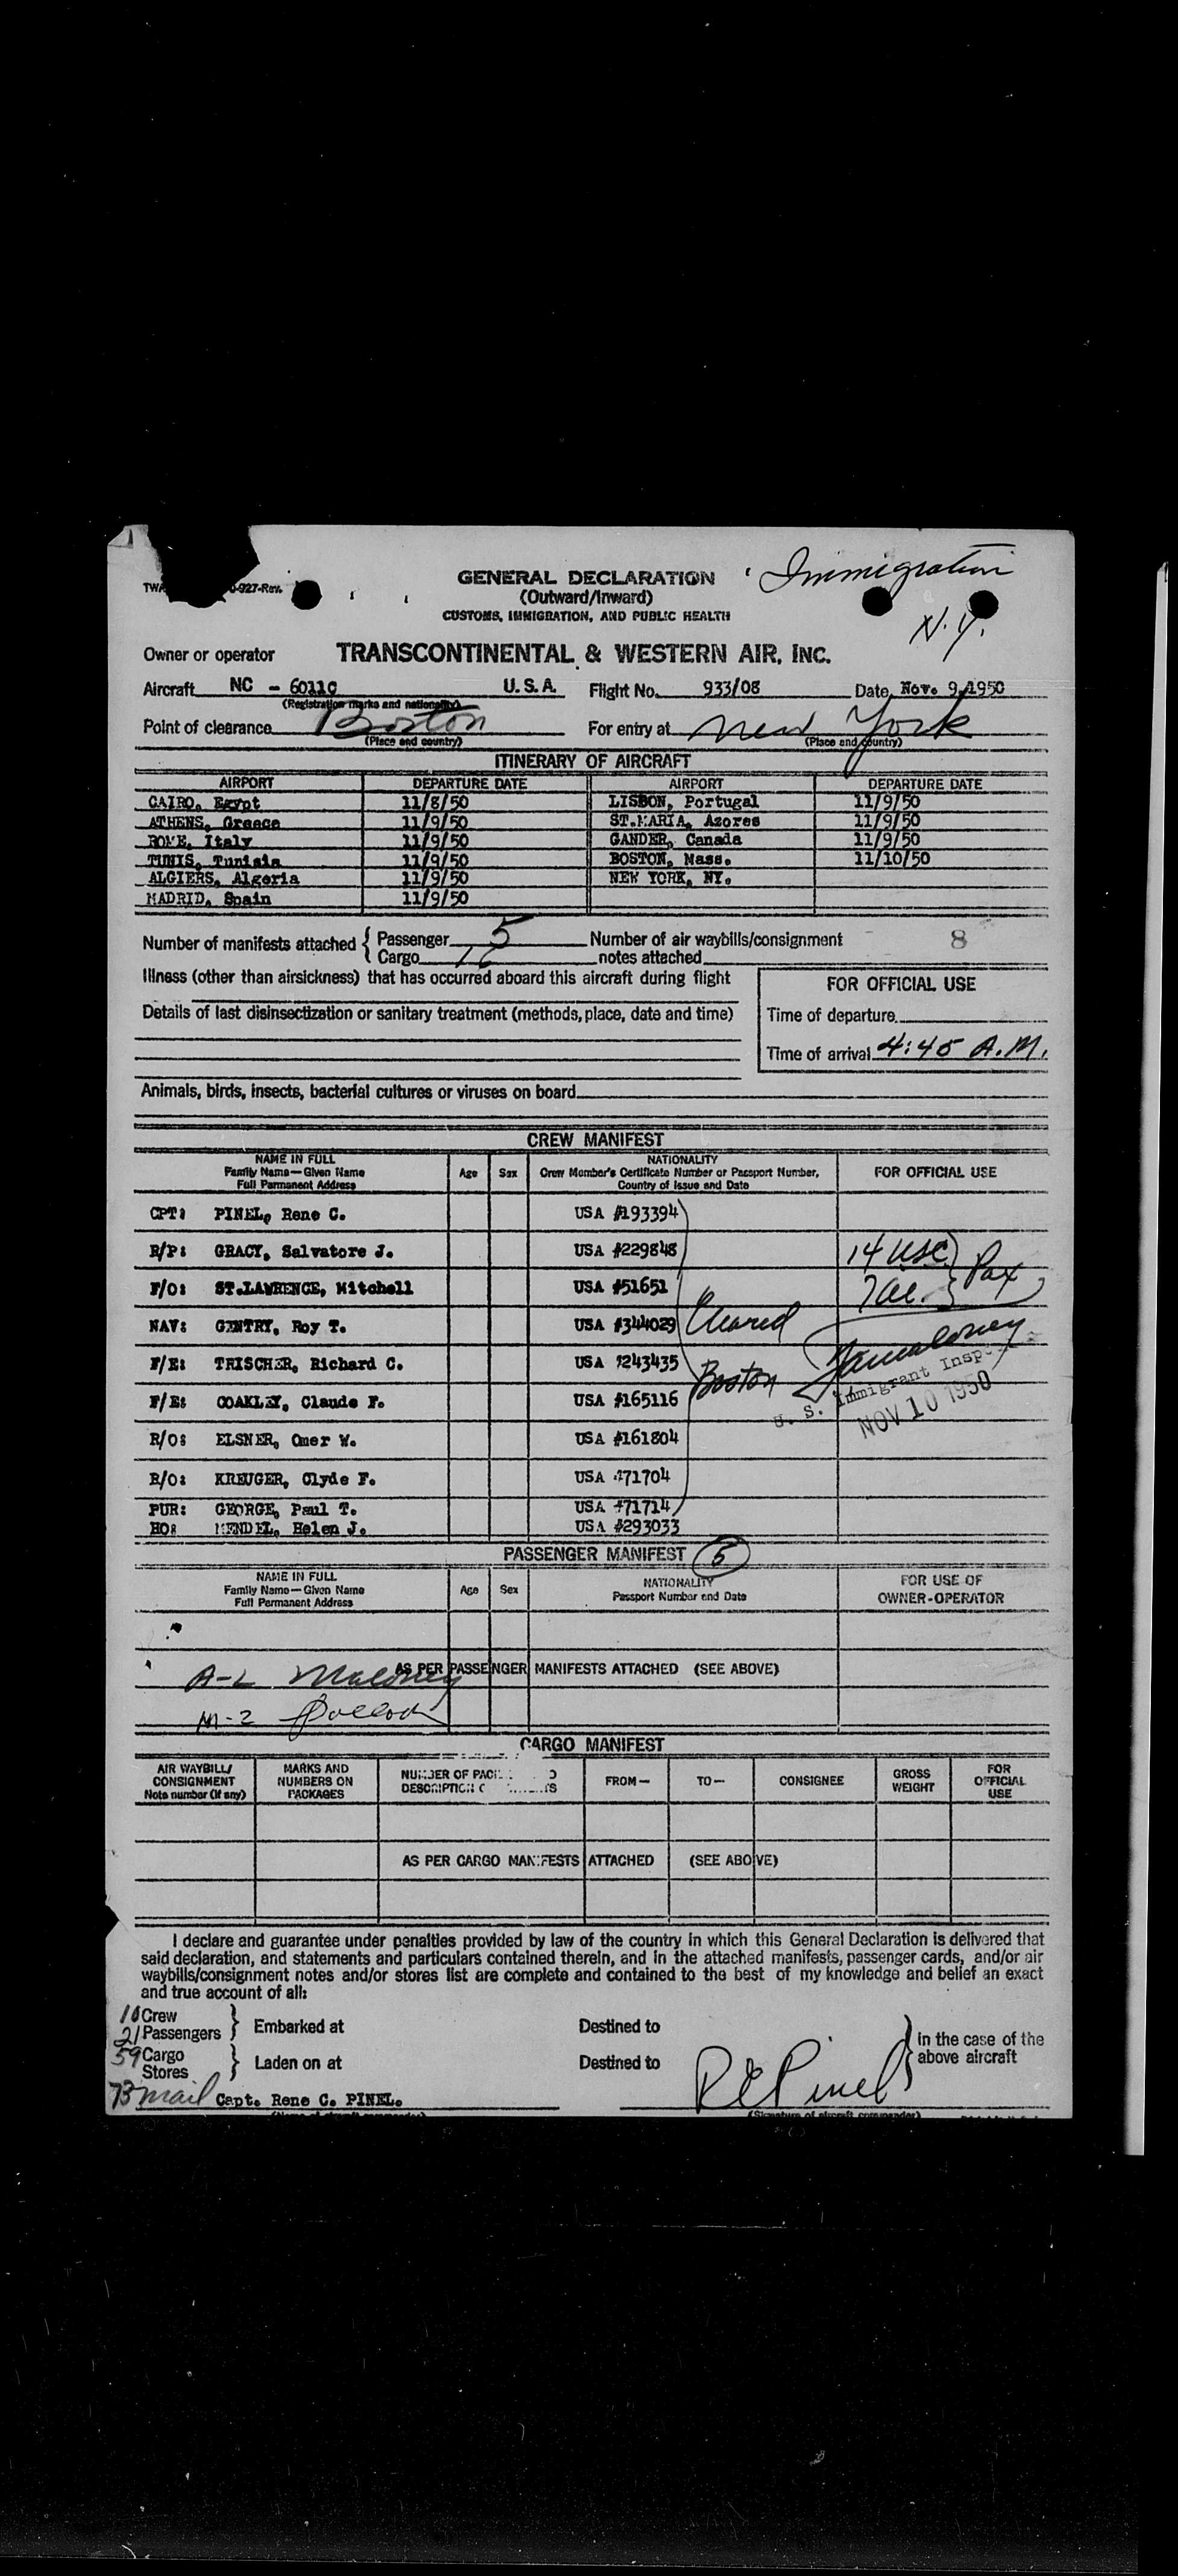 Immigration
N.Y.
GENERAL DECLARATION
(Outward/Inward)
CUSTOMS, IMMIGRATION, AND PUBLIC HEALTH
Owner or operator TRANSCONTINENTAL & WESTERN AIR, INC.
Aircraft NC - 6011C U.S.A. Flight No. 933/08 Date Nov. 9, 1950
(Registration marks and nationality)
Point of clearance Boston For entry at New York
(Place and country) (Place and country)
ITINERARY OF AIRCRAFT
AIRPORT DEPARTURE DATE AIRPORT DEPARTURE DATE
CAIRO, Egypt 11/8/50 LISBON, Portugal 11/9/50
ATHENS, Greece 11/9/50 ST.MARIA, Azores 11/9/50
ROME, Italy 11/9/50 GANDER, Canada 11/9/50
TUNIS, Tunisia 11/9/50 BOSTON, Mass. 11/10/50
ALGIERS, Algeria 11/9/50 NEW YORK, NY.
MADRID, Spain 11/9/50
Number of manifests attached { Passenger 5 Number of air waybills/consignment 8
Cargo notes attached
Illness (other than airsickness) that has occurred aboard this aircraft during flight
FOR OFFICIAL USE
Details of last disinsectization or sanitary treatment (methods, place, date and time)
Time of departure
Time of arrival 4:45 A.M.
Animals, birds, insects, bacterial cultures or viruses on board
CREW MANIFEST
NAME IN FULL NATIONALITY
Family Name—Given Name Age Sex Crew Member's Certificate Number or Passport Number, FOR OFFICIAL USE
Full Permanent Address Country of Issue and Date
CPT: PINEL, Rene C. USA #193394
R/P: GRACY, Salvatore J. USA #229848 14 USC
F/O: ST.LAWRENCE, Mitchell USA #51651 Pax
NAV: GENTRY, Roy T. USA #344029 Cleared
F/E: TRISCHER, Richard C. USA #243435 Boston Maloney
F/E: COAKLEY, Claude F. USA #165116 U. S. Immigrant Insp
R/O: ELSNER, Omer W. USA #161804 NOV 10 1950
R/O: KREUGER, Clyde F. USA #71704
PUR: GEORGE, Paul T. USA #71714
HO: MENDEL, Helen J. USA #293033
PASSENGER MANIFEST 5
NAME IN FULL NATIONALITY FOR USE OF
Family Name—Given Name Age Sex Passport Number and Date OWNER-OPERATOR
Full Permanent Address
AS PER PASSENGER MANIFESTS ATTACHED (SEE ABOVE)
A-L Maloney
M-Z
CARGO MANIFEST
AIR WAYBILL/ MARKS AND NUMBER OF FROM— TO— CONSIGNEE GROSS FOR
CONSIGNMENT NUMBERS ON DESCRIPTION WEIGHT OFFICIAL
Note number (if any) PACKAGES USE
AS PER CARGO MANIFESTS ATTACHED (SEE ABOVE)
I declare and guarantee under penalties provided by law of the country in which this General Declaration is delivered that
said declaration, and statements and particulars contained therein, and in the attached manifests, passenger cards, and/or air
waybills/consignment notes and/or stores list are complete and contained to the best of my knowledge and belief an exact
and true account of all:
10 Crew
21 Passengers } Embarked at Destined to
59 Cargo
Stores } Laden on at Destined to
in the case of the
above aircraft
73 mail Capt. Rene C. PINEL. R C Pinel
(Signature of aircraft commander)